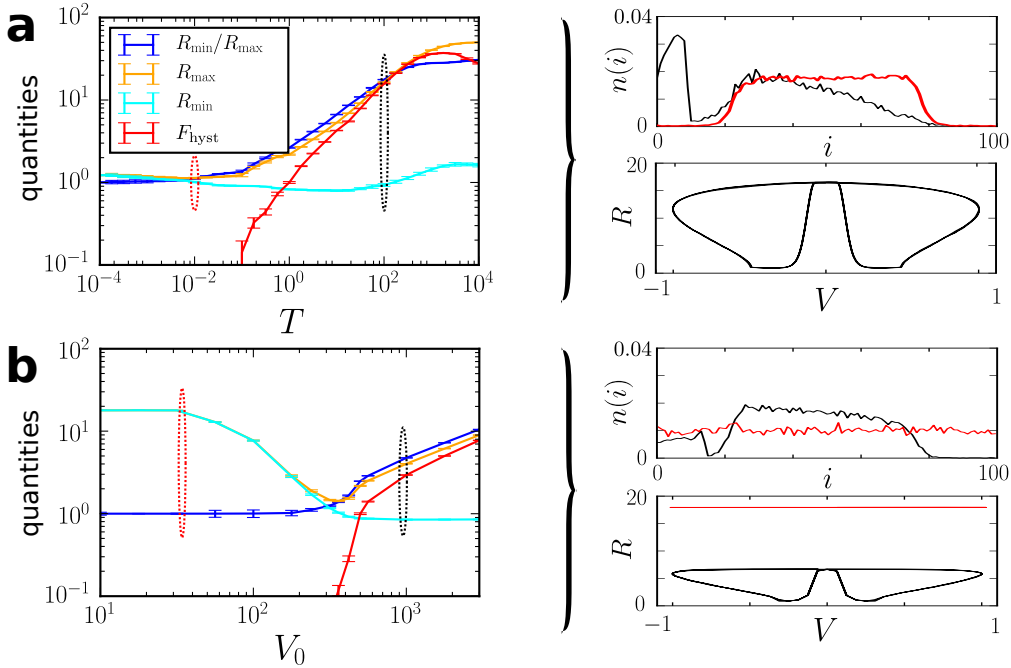 a
quantities
10²
10¹
10⁰
10⁻¹
R_min/R_max
R_max
R_min
F_hyst
10⁻⁴ 10⁻² 10⁰ 10² 10⁴
T
n(i)
0.04
0
0 i 100
R
20
0
−1 V 1
b
quantities
10²
10¹
10⁰
10⁻¹
10¹ 10² 10³
V₀
n(i)
0.04
0
0 i 100
R
20
0
−1 V 1